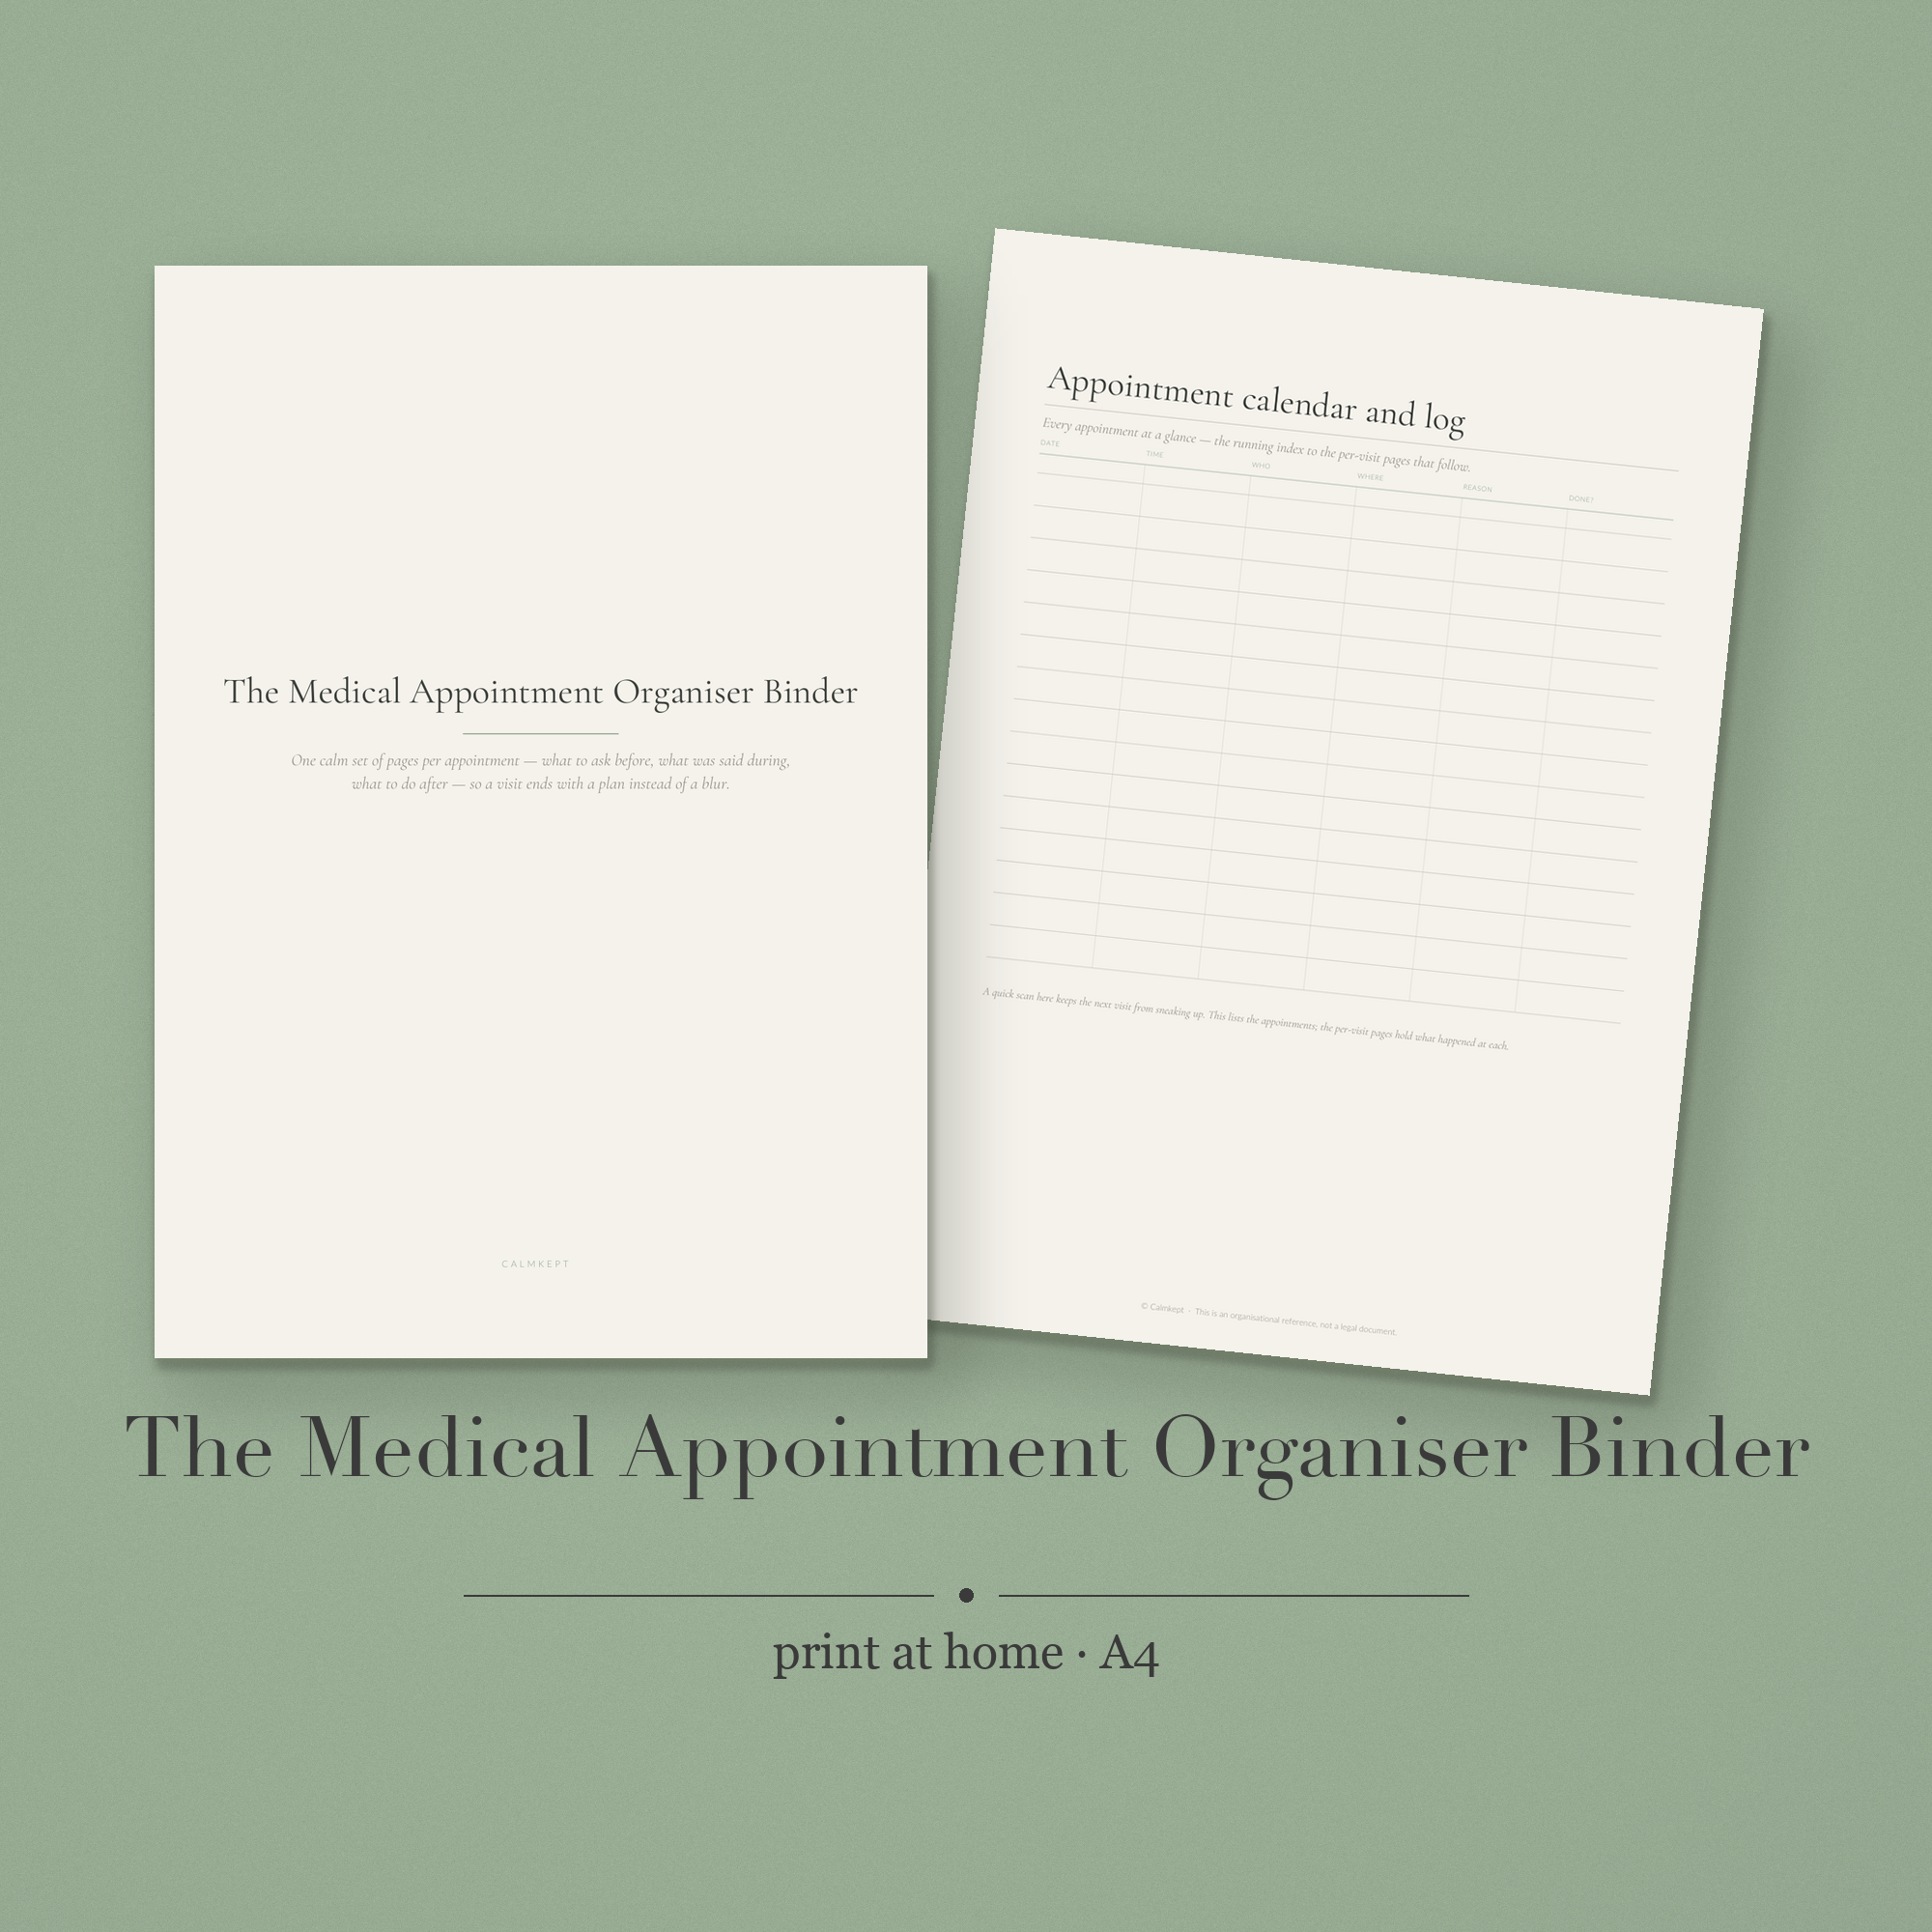 The Medical Appointment Organiser Binder
One calm set of pages per appointment — what to ask before, what was said during,
what to do after — so a visit ends with a plan instead of a blur.
CALMKEPT
Appointment calendar and log
Every appointment at a glance — the running index to the per-visit pages that follow.
DATE TIME WHO WHERE REASON DONE?
A quick scan here keeps the next visit from sneaking up. This lists the appointments; the per-visit pages hold what happened at each.
© Calmkept · This is an organisational reference, not a legal document.
The Medical Appointment Organiser Binder
print at home · A4